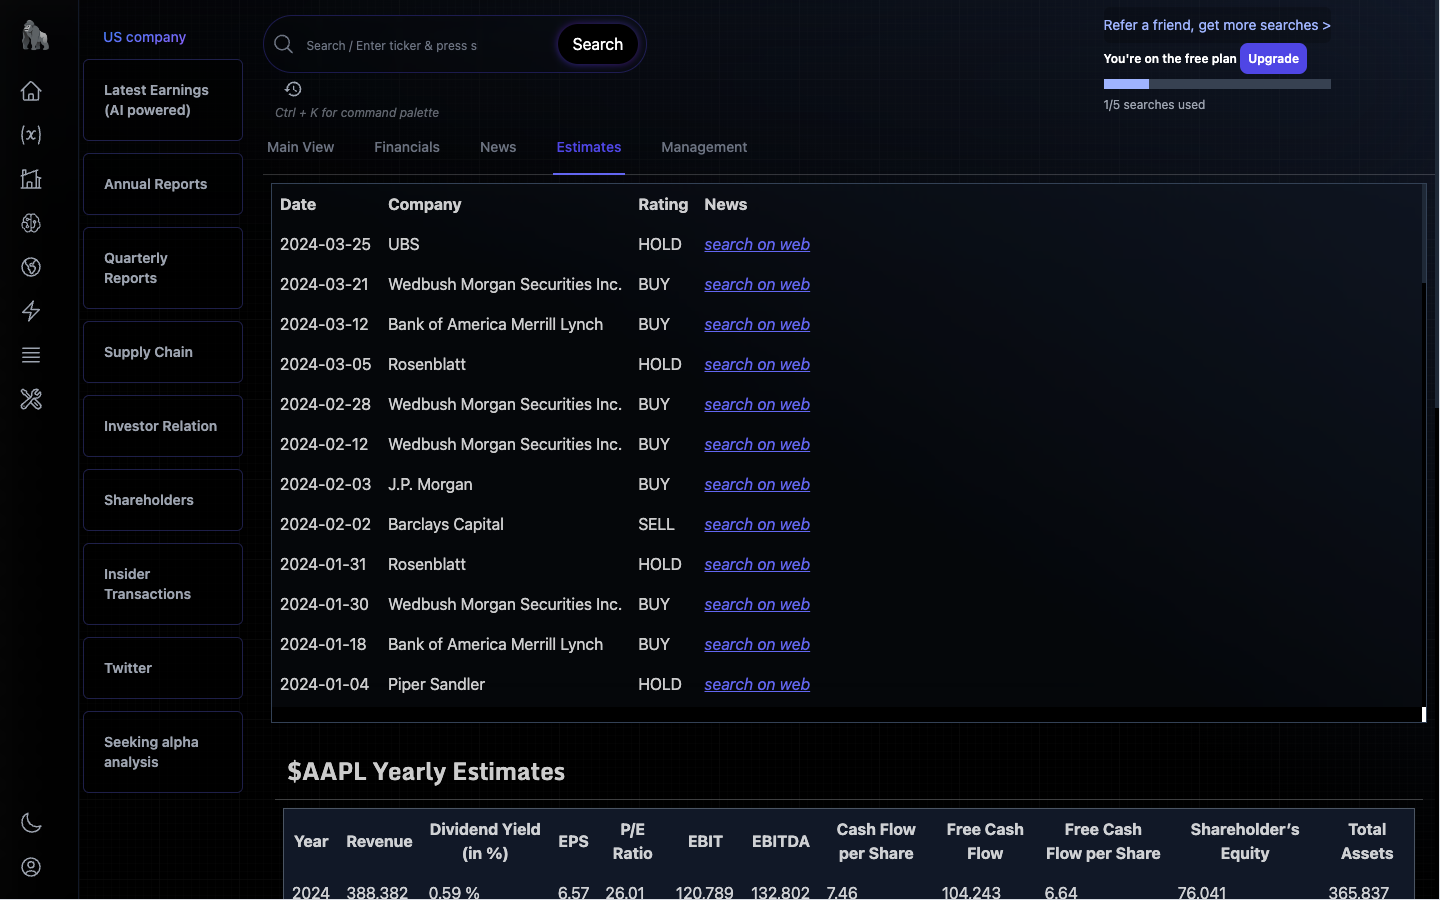 US company
Latest Earnings
(AI powered)
Annual Reports
Quarterly
Reports
Supply Chain
Investor Relation
Shareholders
Insider
Transactions
Twitter
Seeking alpha
analysis
Search / Enter ticker & press s
Search
Ctrl + K for command palette
Refer a friend, get more searches >
You're on the free plan Upgrade
1/5 searches used
Main View Financials News Estimates Management
Date Company Rating News
2024-03-25 UBS HOLD search on web
2024-03-21 Wedbush Morgan Securities Inc. BUY search on web
2024-03-12 Bank of America Merrill Lynch BUY search on web
2024-03-05 Rosenblatt HOLD search on web
2024-02-28 Wedbush Morgan Securities Inc. BUY search on web
2024-02-12 Wedbush Morgan Securities Inc. BUY search on web
2024-02-03 J.P. Morgan BUY search on web
2024-02-02 Barclays Capital SELL search on web
2024-01-31 Rosenblatt HOLD search on web
2024-01-30 Wedbush Morgan Securities Inc. BUY search on web
2024-01-18 Bank of America Merrill Lynch BUY search on web
2024-01-04 Piper Sandler HOLD search on web
$AAPL Yearly Estimates
Year Revenue Dividend Yield (in %) EPS P/E Ratio EBIT EBITDA Cash Flow per Share Free Cash Flow Free Cash Flow per Share Shareholder's Equity Total Assets
2024 388,382 0.59 % 6.57 26.01 120,789 132,802 7.46 104,243 6.64 76,041 365,837